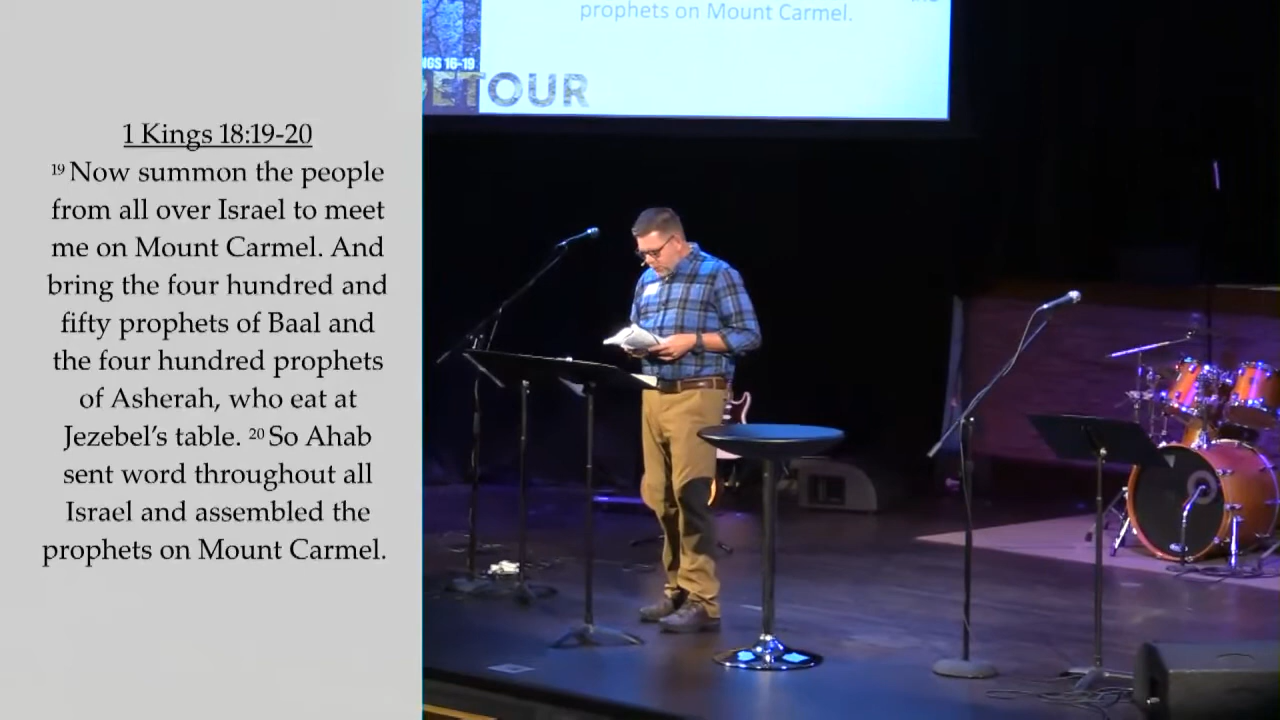 1 Kings 18:19-20
19 Now summon the people
from all over Israel to meet
me on Mount Carmel. And
bring the four hundred and
fifty prophets of Baal and
the four hundred prophets
of Asherah, who eat at
Jezebel's table. 20 So Ahab
sent word throughout all
Israel and assembled the
prophets on Mount Carmel.
prophets on Mount Carmel.
NGS 16-19
DETOUR